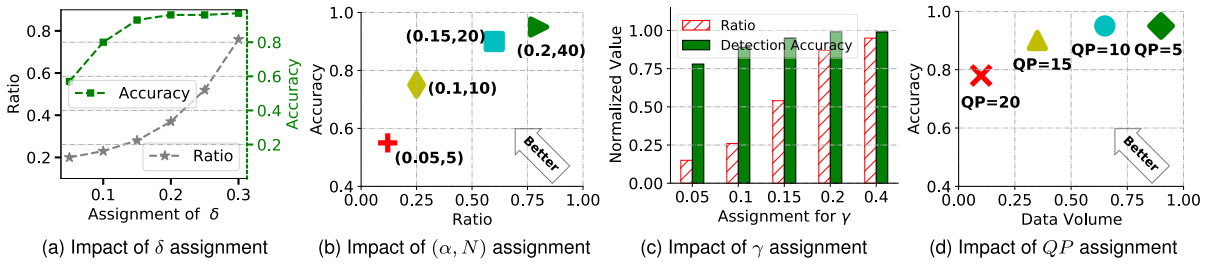 Ratio
0.8
0.6
0.4
0.2
Accuracy
Ratio
0.8
0.6
0.4
0.2
Accuracy
0.1 0.2 0.3
Assignment of δ
(a) Impact of δ assignment
Accuracy
1.0
0.8
0.6
0.4
(0.15,20)
(0.2,40)
(0.1,10)
(0.05,5)
Better
0.00 0.25 0.50 0.75 1.00
Ratio
(b) Impact of (α, N) assignment
Normalized Value
1.00
0.75
0.50
0.25
0.00
Ratio
Detection Accuracy
0.05 0.1 0.15 0.2 0.4
Assignment for γ
(c) Impact of γ assignment
Accuracy
1.0
0.8
0.6
0.4
QP=15
QP=10
QP=5
QP=20
Better
0.00 0.25 0.50 0.75 1.00
Data Volume
(d) Impact of QP assignment